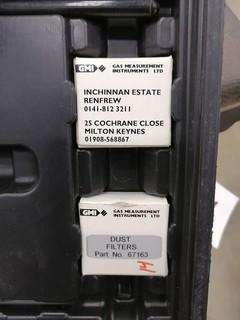 GMI GAS MEASUREMENT
INSTRUMENTS LTD
INCHINNAN ESTATE
RENFREW
0141-812 3211
25 COCHRANE CLOSE
MILTON KEYNES
01908-568867
GMI GAS MEASUREMENT
INSTRUMENTS LTD
DUST
FILTERS
Part No. 67163